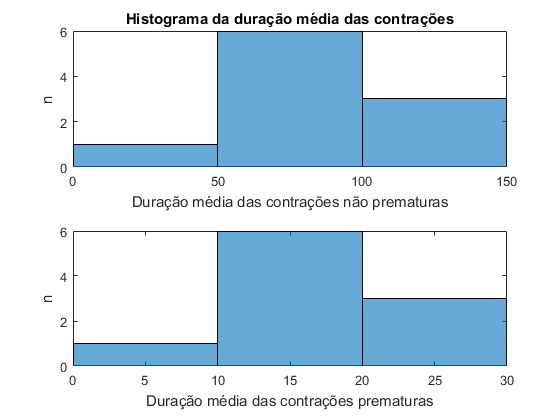 Histograma da duração média das contrações
6
4
2
0
n
0 50 100 150
Duração média das contrações não prematuras
6
4
2
0
n
0 5 10 15 20 25 30
Duração média das contrações prematuras